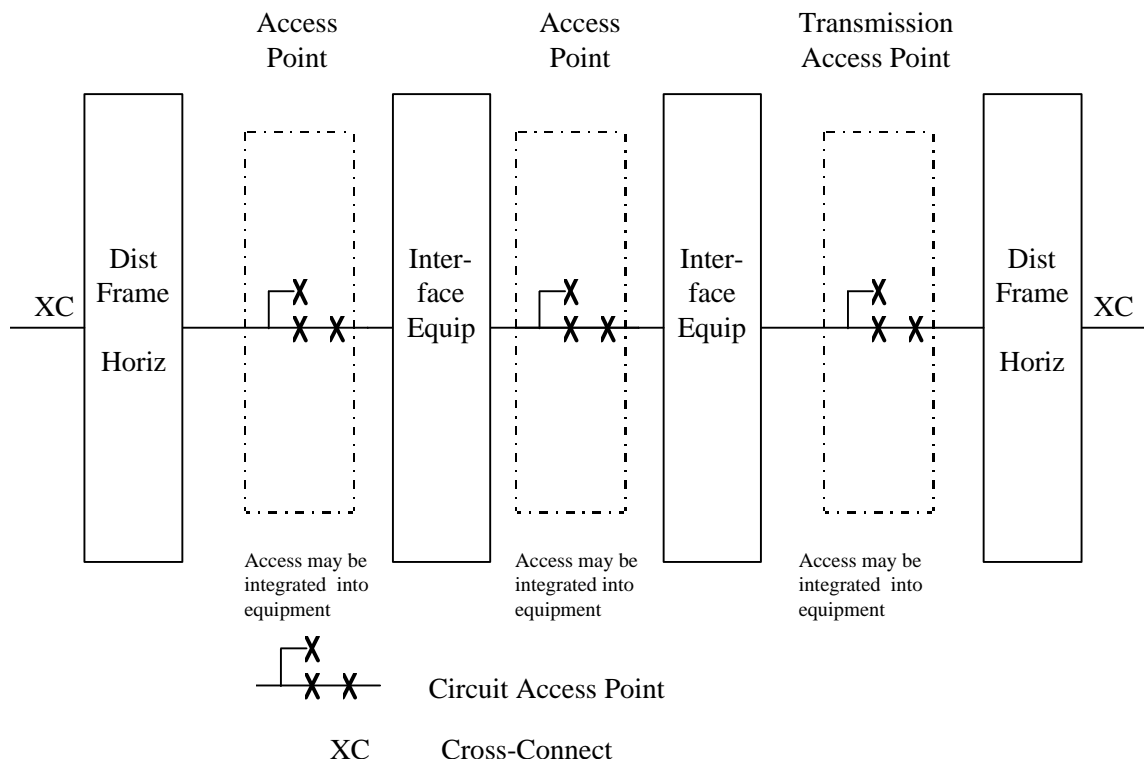 Access
Point
Access
Point
Transmission
Access Point
XC
Dist
Frame
Horiz
Inter-
face
Equip
Inter-
face
Equip
Dist
Frame
Horiz
XC
Access may be
integrated into
equipment
Access may be
integrated into
equipment
Access may be
integrated into
equipment
Circuit Access Point
XC Cross-Connect